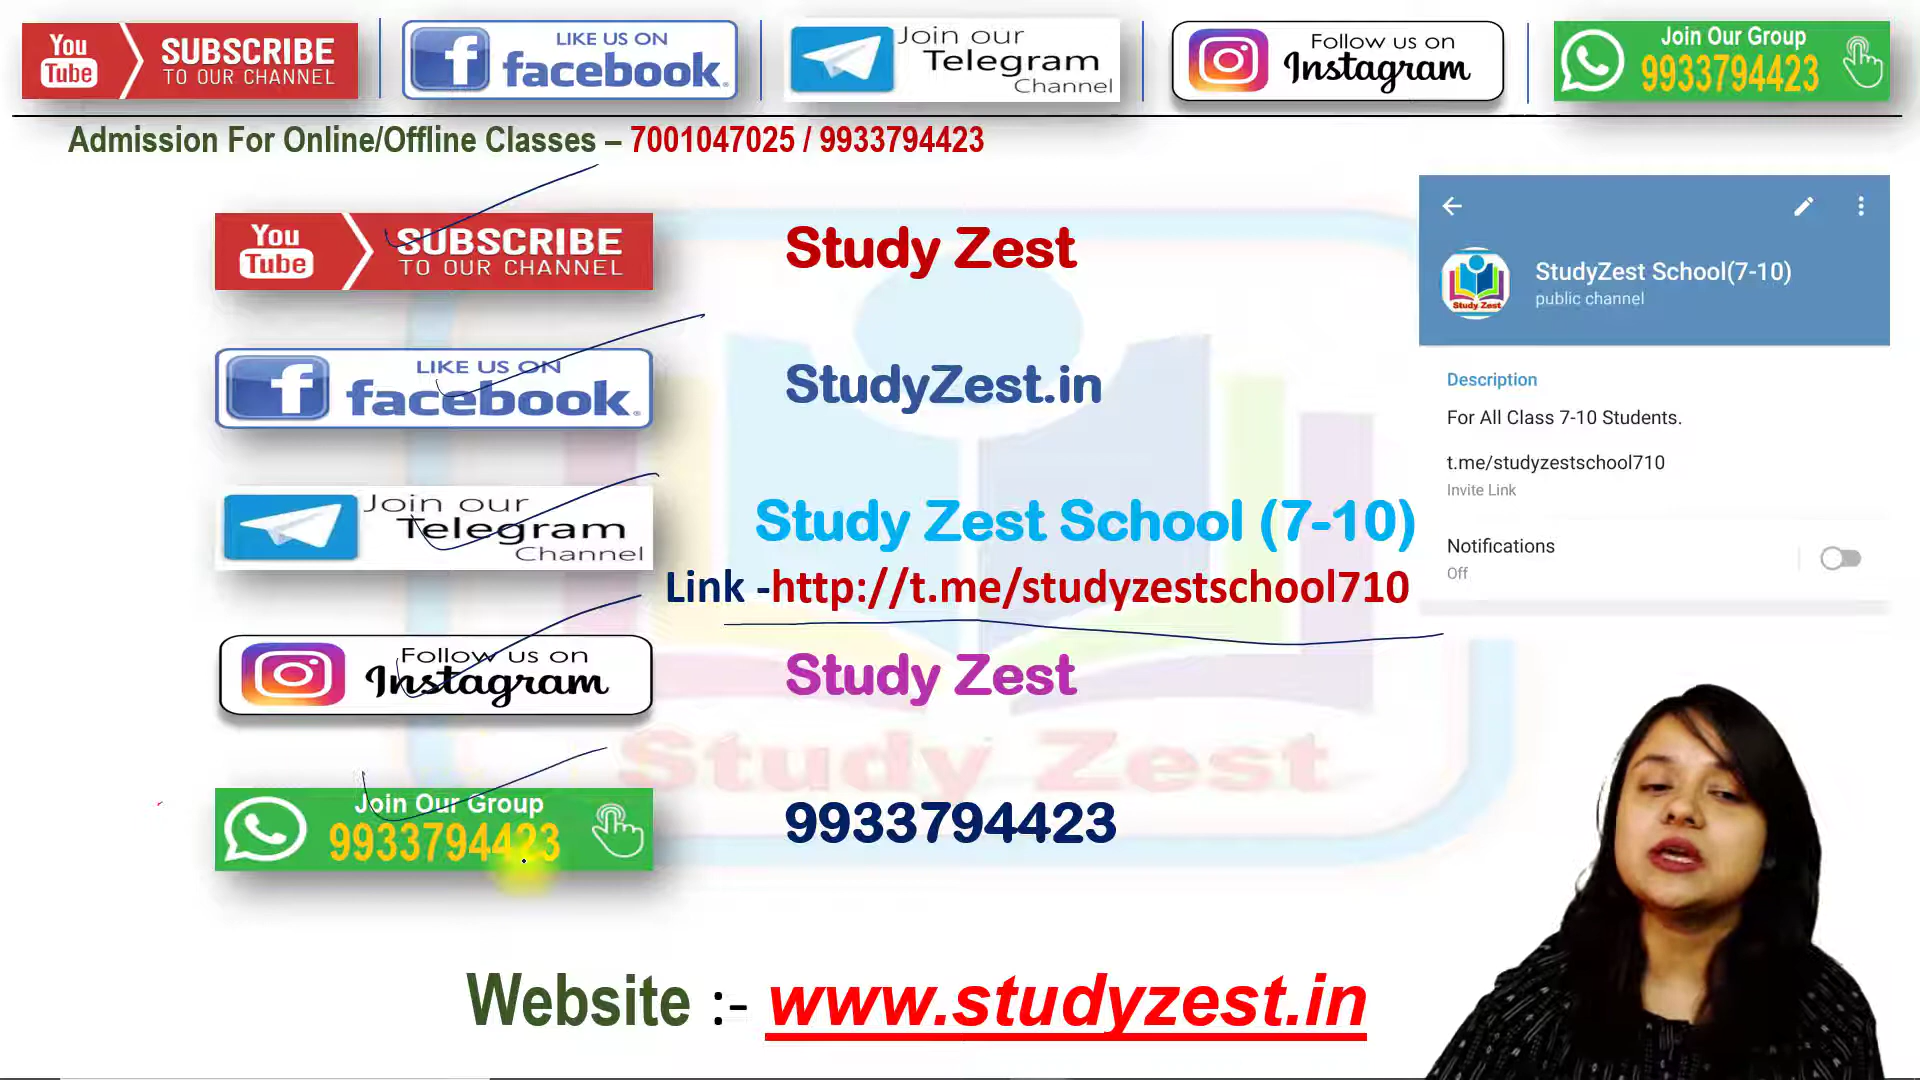 You Tube SUBSCRIBE TO OUR CHANNEL
LIKE US ON facebook.
Join our Telegram Channel
Follow us on Instagram
Join Our Group 9933794423
Admission For Online/Offline Classes – 7001047025 / 9933794423
You Tube SUBSCRIBE TO OUR CHANNEL
Study Zest
LIKE US ON facebook.
StudyZest.in
Join our Telegram Channel
Study Zest School (7-10)
Link -http://t.me/studyzestschool710
Follow us on Instagram
Study Zest
Join Our Group 9933794423
9933794423
Website :- www.studyzest.in
Study Zest
StudyZest School(7-10)
public channel
Study Zest
Description
For All Class 7-10 Students.
t.me/studyzestschool710
Invite Link
Notifications
Off